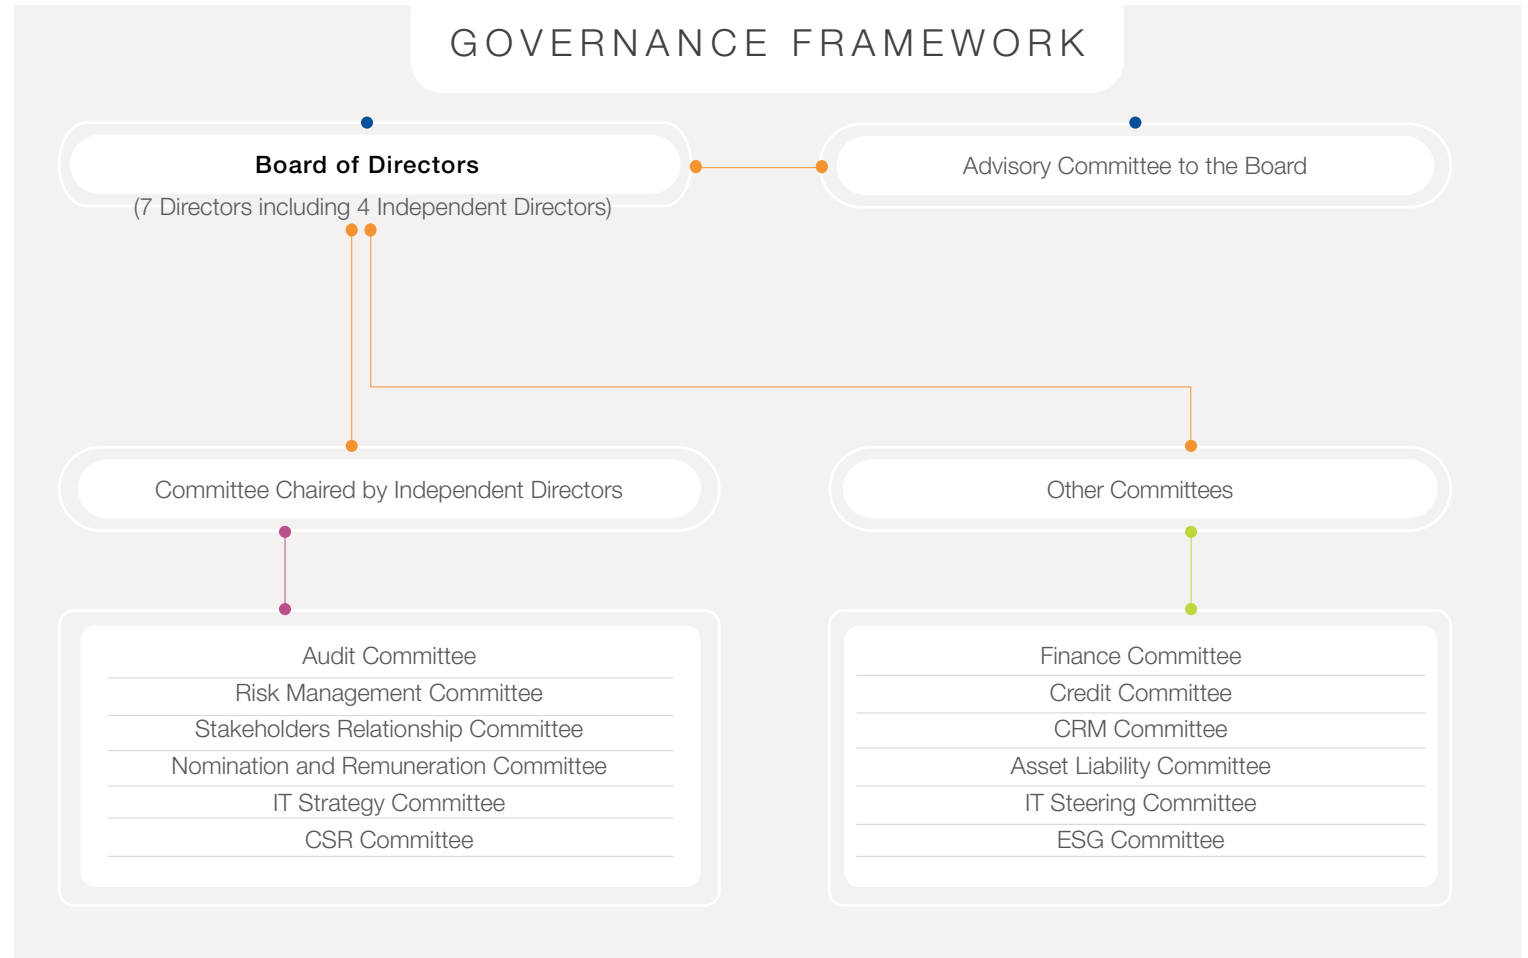 GOVERNANCE FRAMEWORK
Board of Directors
(7 Directors including 4 Independent Directors)
Advisory Committee to the Board
Committee Chaired by Independent Directors
Other Committees
Audit Committee
Risk Management Committee
Stakeholders Relationship Committee
Nomination and Remuneration Committee
IT Strategy Committee
CSR Committee
Finance Committee
Credit Committee
CRM Committee
Asset Liability Committee
IT Steering Committee
ESG Committee